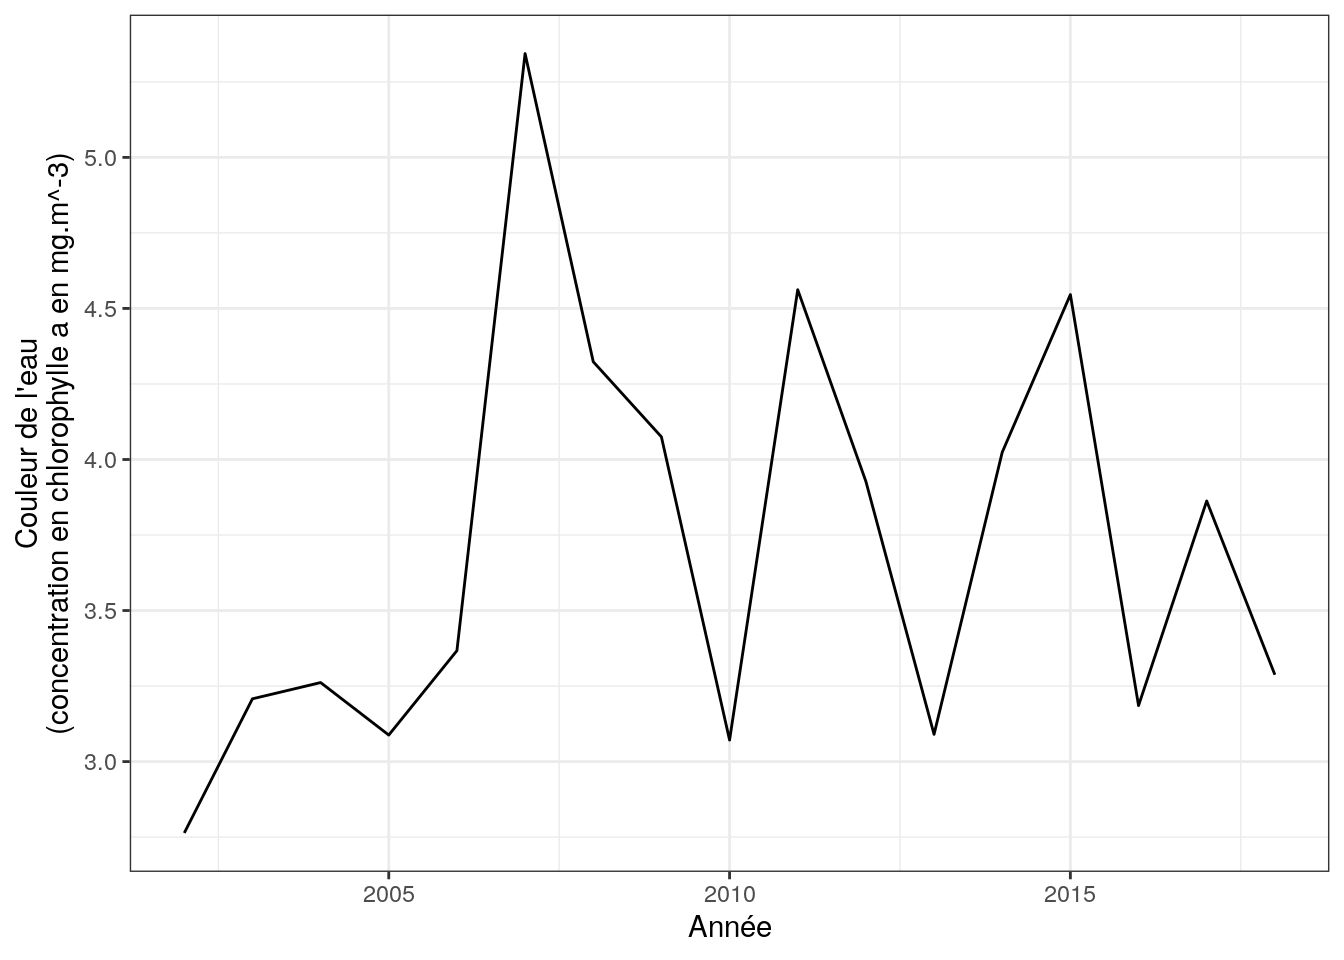 Couleur de l'eau
(concentration en chlorophylle a en mg.m^-3)
5.0
4.5
4.0
3.5
3.0
2005
2010
2015
Année